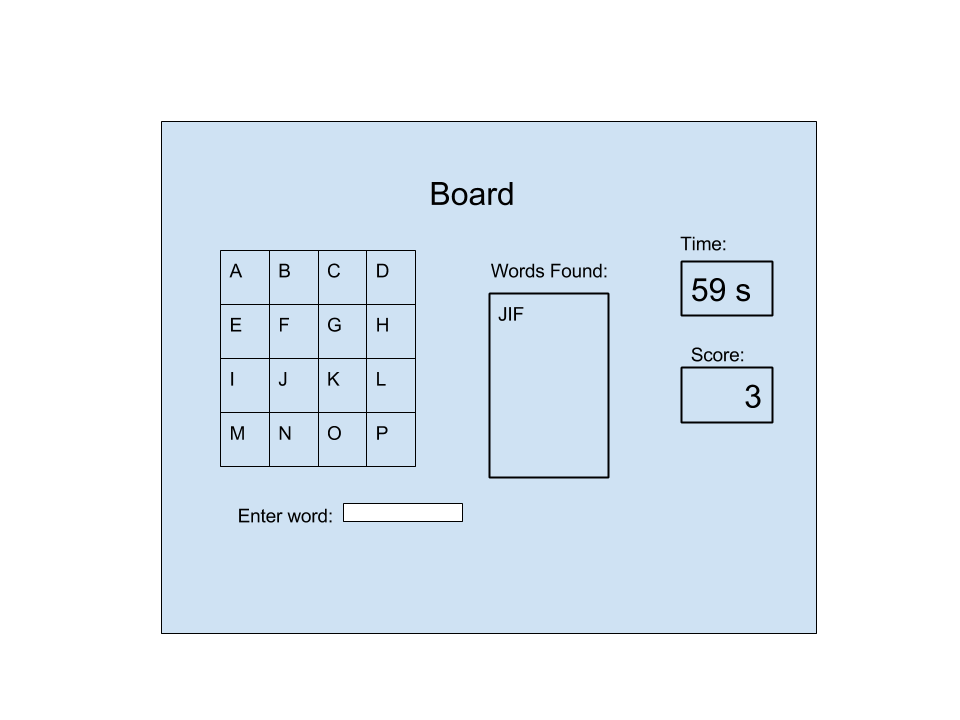 Board
A B C D
E F G H
I J K L
M N O P
Enter word:
Words Found:
JIF
Time:
59 s
Score:
3